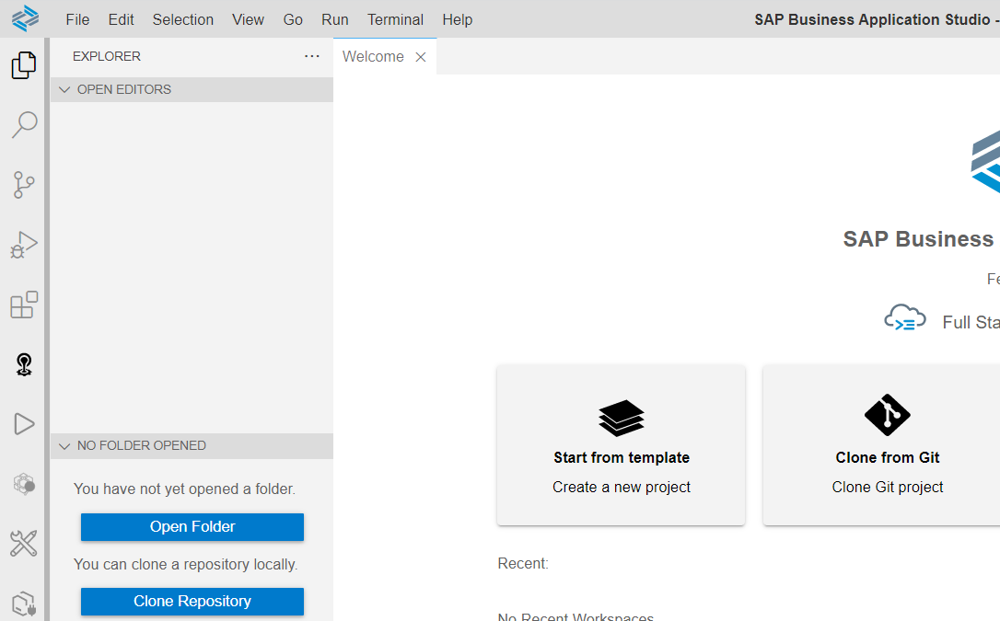 File Edit Selection View Go Run Terminal Help
SAP Business Application Studio -
EXPLORER
Welcome
OPEN EDITORS
SAP Business
Fe
Full Sta
Start from template
Create a new project
Clone from Git
Clone Git project
NO FOLDER OPENED
You have not yet opened a folder.
Open Folder
You can clone a repository locally.
Clone Repository
Recent:
No Recent Workspaces